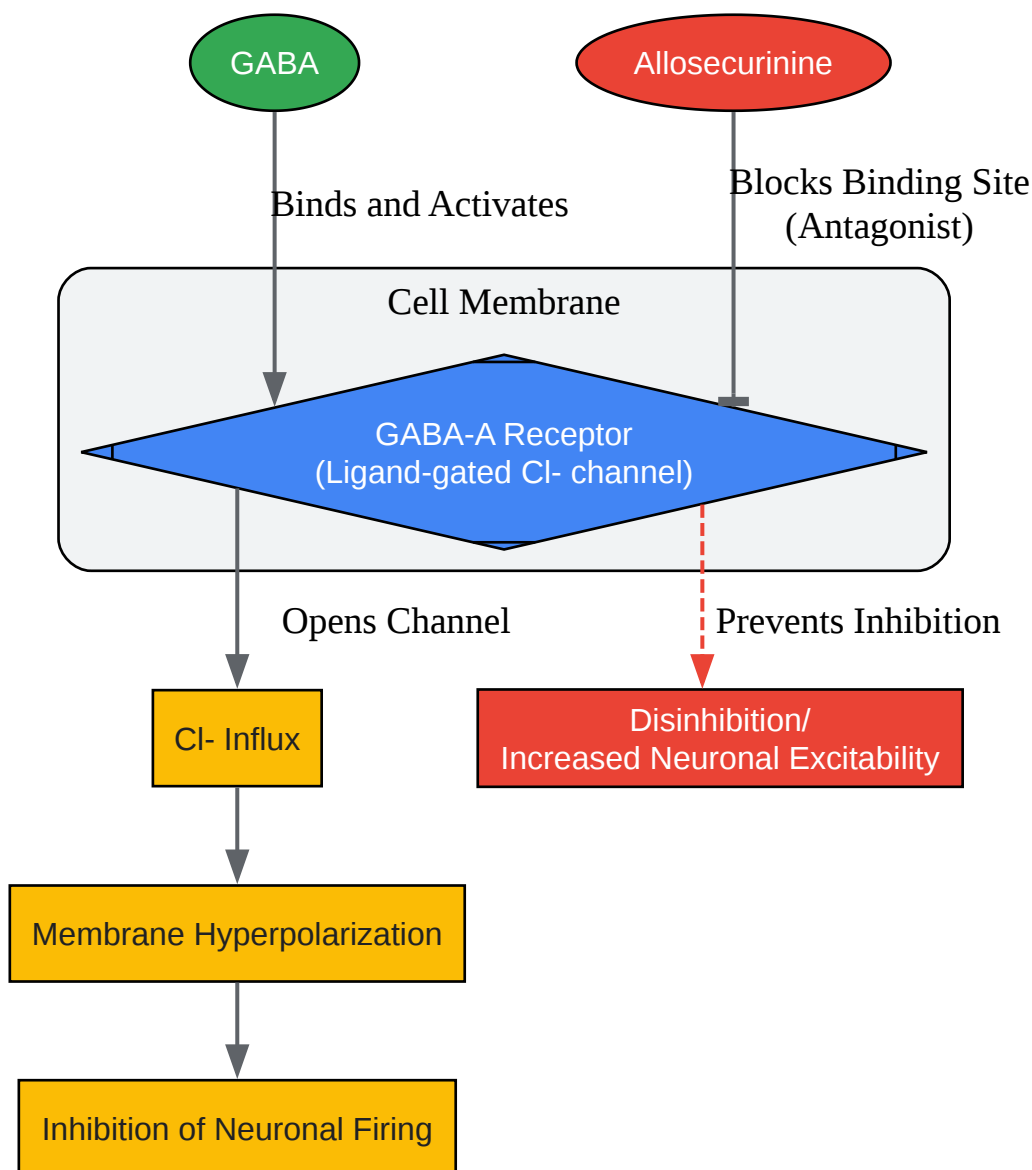 GABA
Allosecurinine
Binds and Activates
Blocks Binding Site
(Antagonist)
Cell Membrane
GABA-A Receptor
(Ligand-gated Cl- channel)
Opens Channel
Prevents Inhibition
Cl- Influx
Disinhibition/
Increased Neuronal Excitability
Membrane Hyperpolarization
Inhibition of Neuronal Firing